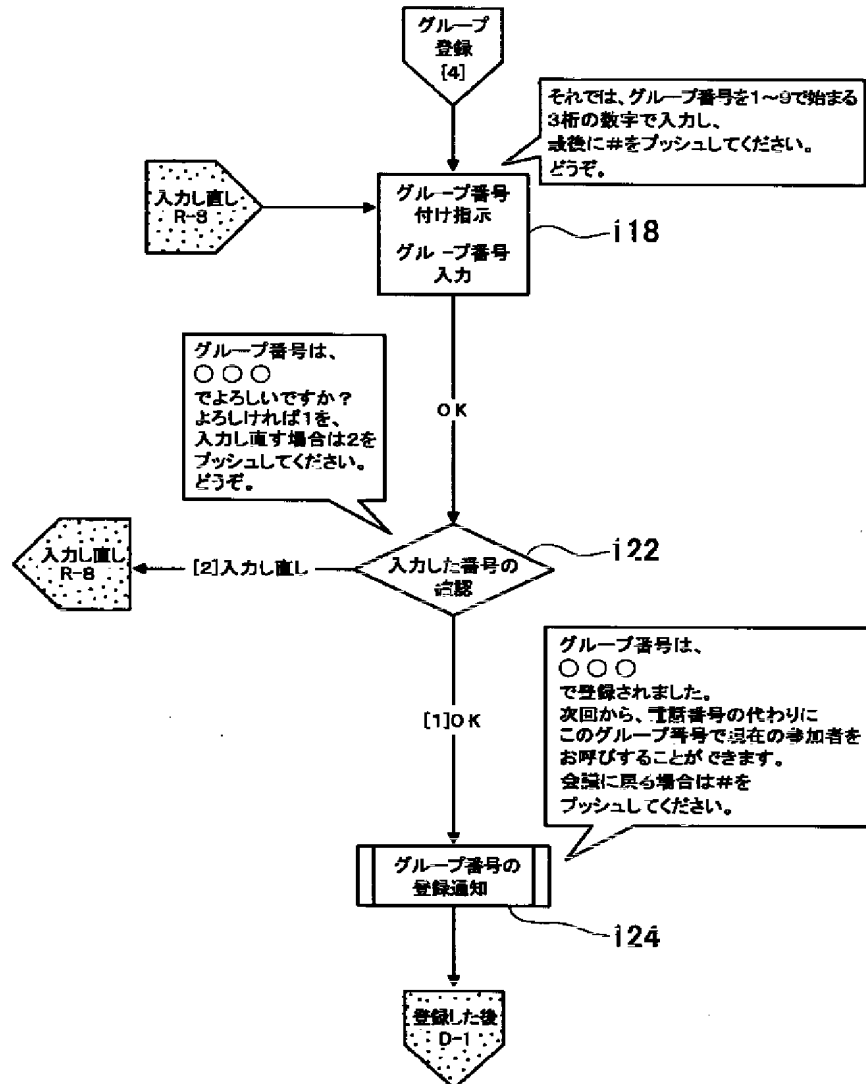 グループ
登録
[4]
それでは、グループ番号を1～9で始まる
3桁の数字で入力し、
最後に#をプッシュしてください。
どうぞ。
入力し直し
R-8
グループ番号
付け指示
グループ番号
入力
i18
グループ番号は、
○○○
でよろしいですか?
よろしければ1を、
入力し直す場合は2を
プッシュしてください。
どうぞ。
OK
入力し直し
R-8
[2]入力し直し
入力した番号の
確認
i22
グループ番号は、
○○○
で登録されました。
次回から、電話番号の代わりに
このグループ番号で現在の参加者を
お呼びすることができます。
会議に戻る場合は#を
プッシュしてください。
[1]OK
グループ番号の
登録通知
i24
登録した後
D-1